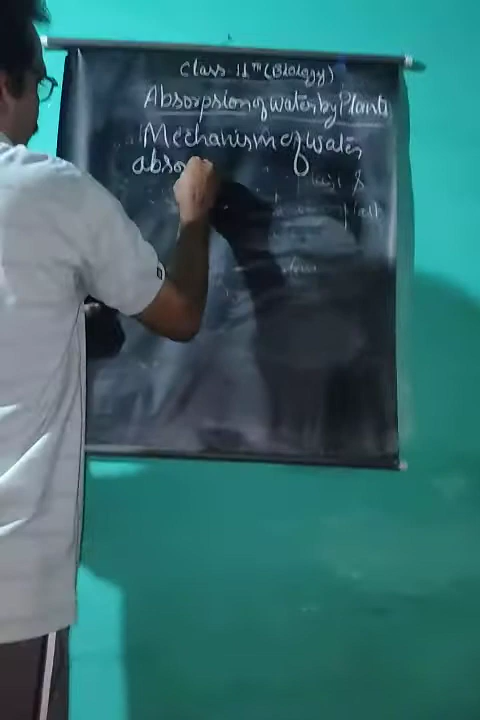 Class 11th (Biology)
Absorpsion of water by Plants
Mechanism of water
abso